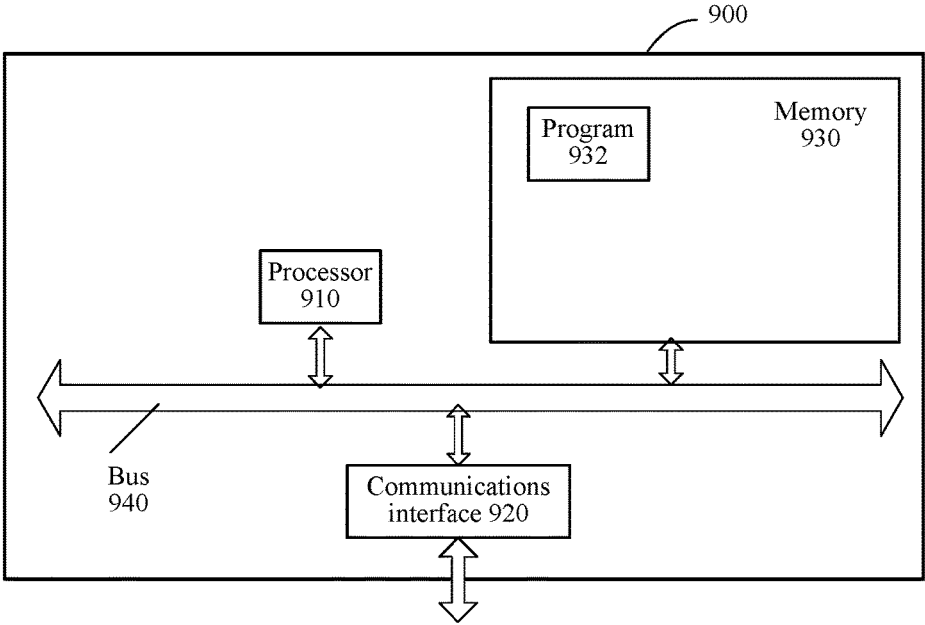 900
Memory
930
Program
932
Processor
910
Bus
940
Communications
interface 920